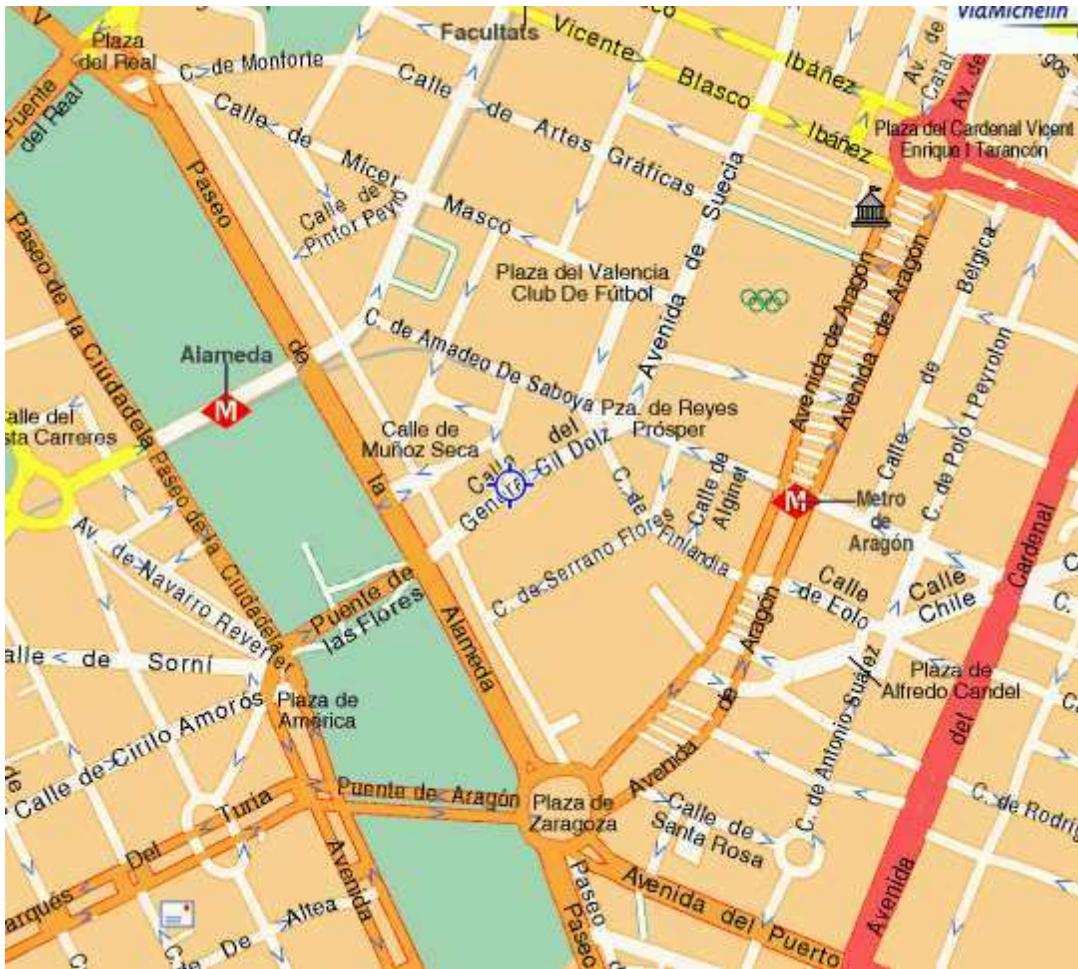 ViaMichelin
Facultats
Plaza
del Real
C. de Monforte
Puente
del Real
Vicente Blasco Ibáñez
Ibáñez
Av. de
Av. de
Plaza del Cardenal Vicent
Enrique I Tarancón
Calle de Artes Gráficas
Calle de Micer Mascó
Calle de
Pintor Peyró
Paseo de la Alameda
Paseo de la Ciudadela
Paseo de la Ciudadela
Plaza del Valencia
Club De Fútbol
Avenida de Suecia
Avenida de Aragón
Avenida de Aragón
Calle de Bélgica
C. de Polo I Peyrolon
Alameda
M
C. de Amadeo De Saboya
Pza. de Reyes
Prósper
Calle de
Muñoz Seca
Calle del
General Gil Dolz
C. de Finlandia
Calle de
Alginet
C. de Serrano Flores
M
Metro
de
Aragón
Calle
de Eolo
Calle
Chile
Plaza de
Alfredo Candel
C. de Antonio Suárez
Avenida del Cardenal
Av. de Navarro Reverter
Puente de
las Flores
Calle de Sorní
Plaza de
América
Calle de Cirilo Amorós
Puente de Aragón
Plaza de
Zaragoza
Avenida de Aragón
Calle de
Santa Rosa
Del Turia
Avenida
De Altea
Paseo
Paseo
Avenida del Puerto